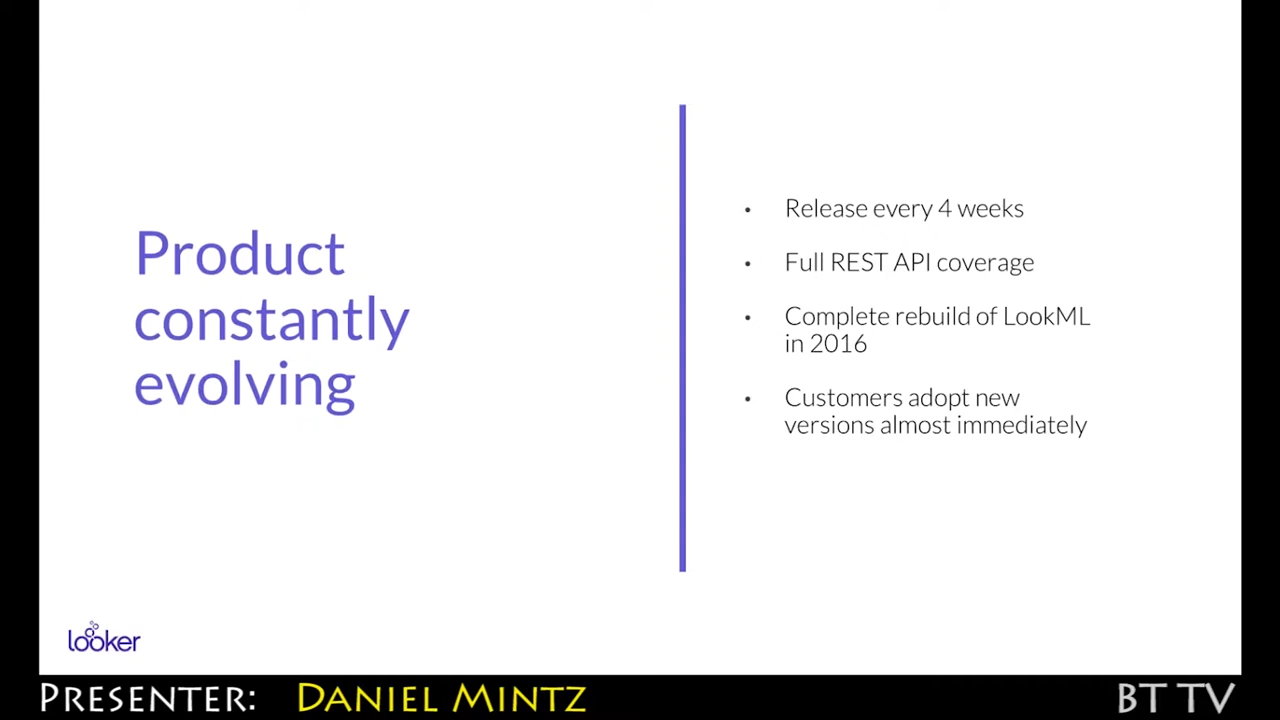 Product
constantly
evolving
• Release every 4 weeks
• Full REST API coverage
• Complete rebuild of LookML
in 2016
• Customers adopt new
versions almost immediately
looker
PRESENTER: DANIEL MINTZ
BT TV